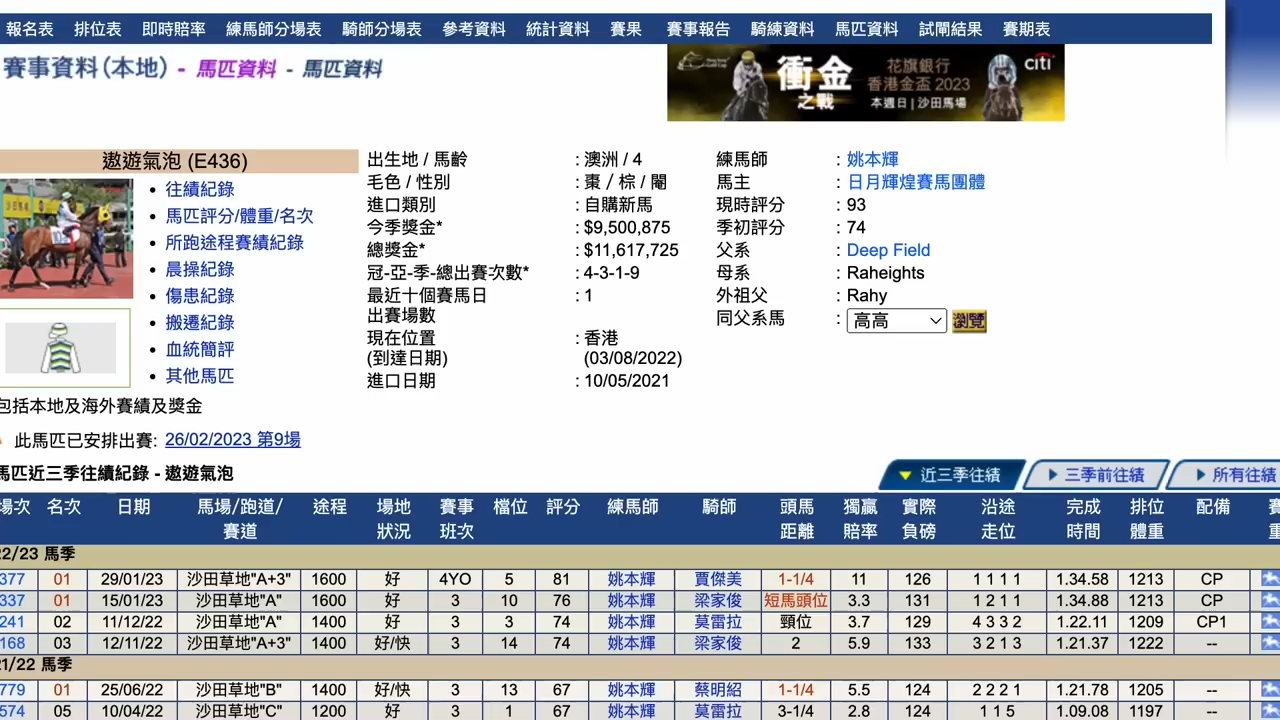 報名表 排位表 即時賠率 練馬師分場表 騎師分場表 參考資料 統計資料 賽果 賽事報告 騎練資料 馬匹資料 試閘結果 賽期表
賽事資料(本地) - 馬匹資料 - 馬匹資料
衝金之戰 花旗銀行 香港金盃 2023 本週日 | 沙田馬場 citi
遨遊氣泡 (E436)
往績紀錄
馬匹評分/體重/名次
所跑途程賽績紀錄
晨操紀錄
傷患紀錄
搬遷紀錄
血統簡評
其他馬匹
出生地 / 馬齡 : 澳洲 / 4
毛色 / 性別 : 棗 / 棕 / 閹
進口類別 : 自購新馬
今季獎金* : $9,500,875
總獎金* : $11,617,725
冠-亞-季-總出賽次數* : 4-3-1-9
最近十個賽馬日 : 1
出賽場數
現在位置 : 香港
(到達日期) (03/08/2022)
進口日期 : 10/05/2021
練馬師 : 姚本輝
馬主 : 日月輝煌賽馬團體
現時評分 : 93
季初評分 : 74
父系 : Deep Field
母系 : Raheights
外祖父 : Rahy
同父系馬 : 高高 瀏覽
包括本地及海外賽績及獎金
此馬匹已安排出賽: 26/02/2023 第9場
馬匹近三季往績紀錄 - 遨遊氣泡
近三季往績 三季前往績 所有往績
場次 名次 日期 馬場/跑道/ 途程 場地 賽事 檔位 評分 練馬師 騎師 頭馬 獨贏 實際 沿途 完成 排位 配備 賽
賽道 狀況 班次 距離 賠率 負磅 走位 時間 體重 重
22/23 馬季
377 01 29/01/23 沙田草地"A+3" 1600 好 4YO 5 81 姚本輝 賈傑美 1-1/4 11 126 1 1 1 1 1.34.58 1213 CP
337 01 15/01/23 沙田草地"A" 1600 好 3 10 76 姚本輝 梁家俊 短馬頭位 3.3 131 1 2 1 1 1.34.88 1213 CP
241 02 11/12/22 沙田草地"A" 1400 好 3 3 74 姚本輝 莫雷拉 頸位 3.7 129 4 3 3 2 1.22.11 1209 CP1
168 03 12/11/22 沙田草地"A+3" 1400 好/快 3 14 74 姚本輝 梁家俊 2 5.9 133 3 2 1 3 1.21.37 1222 --
21/22 馬季
779 01 25/06/22 沙田草地"B" 1400 好/快 3 13 67 姚本輝 蔡明紹 1-1/4 5.5 124 2 2 2 1 1.21.78 1205 --
574 05 10/04/22 沙田草地"C" 1200 好 3 1 67 姚本輝 莫雷拉 3-1/4 2.8 124 1 1 5 1.09.08 1197 --